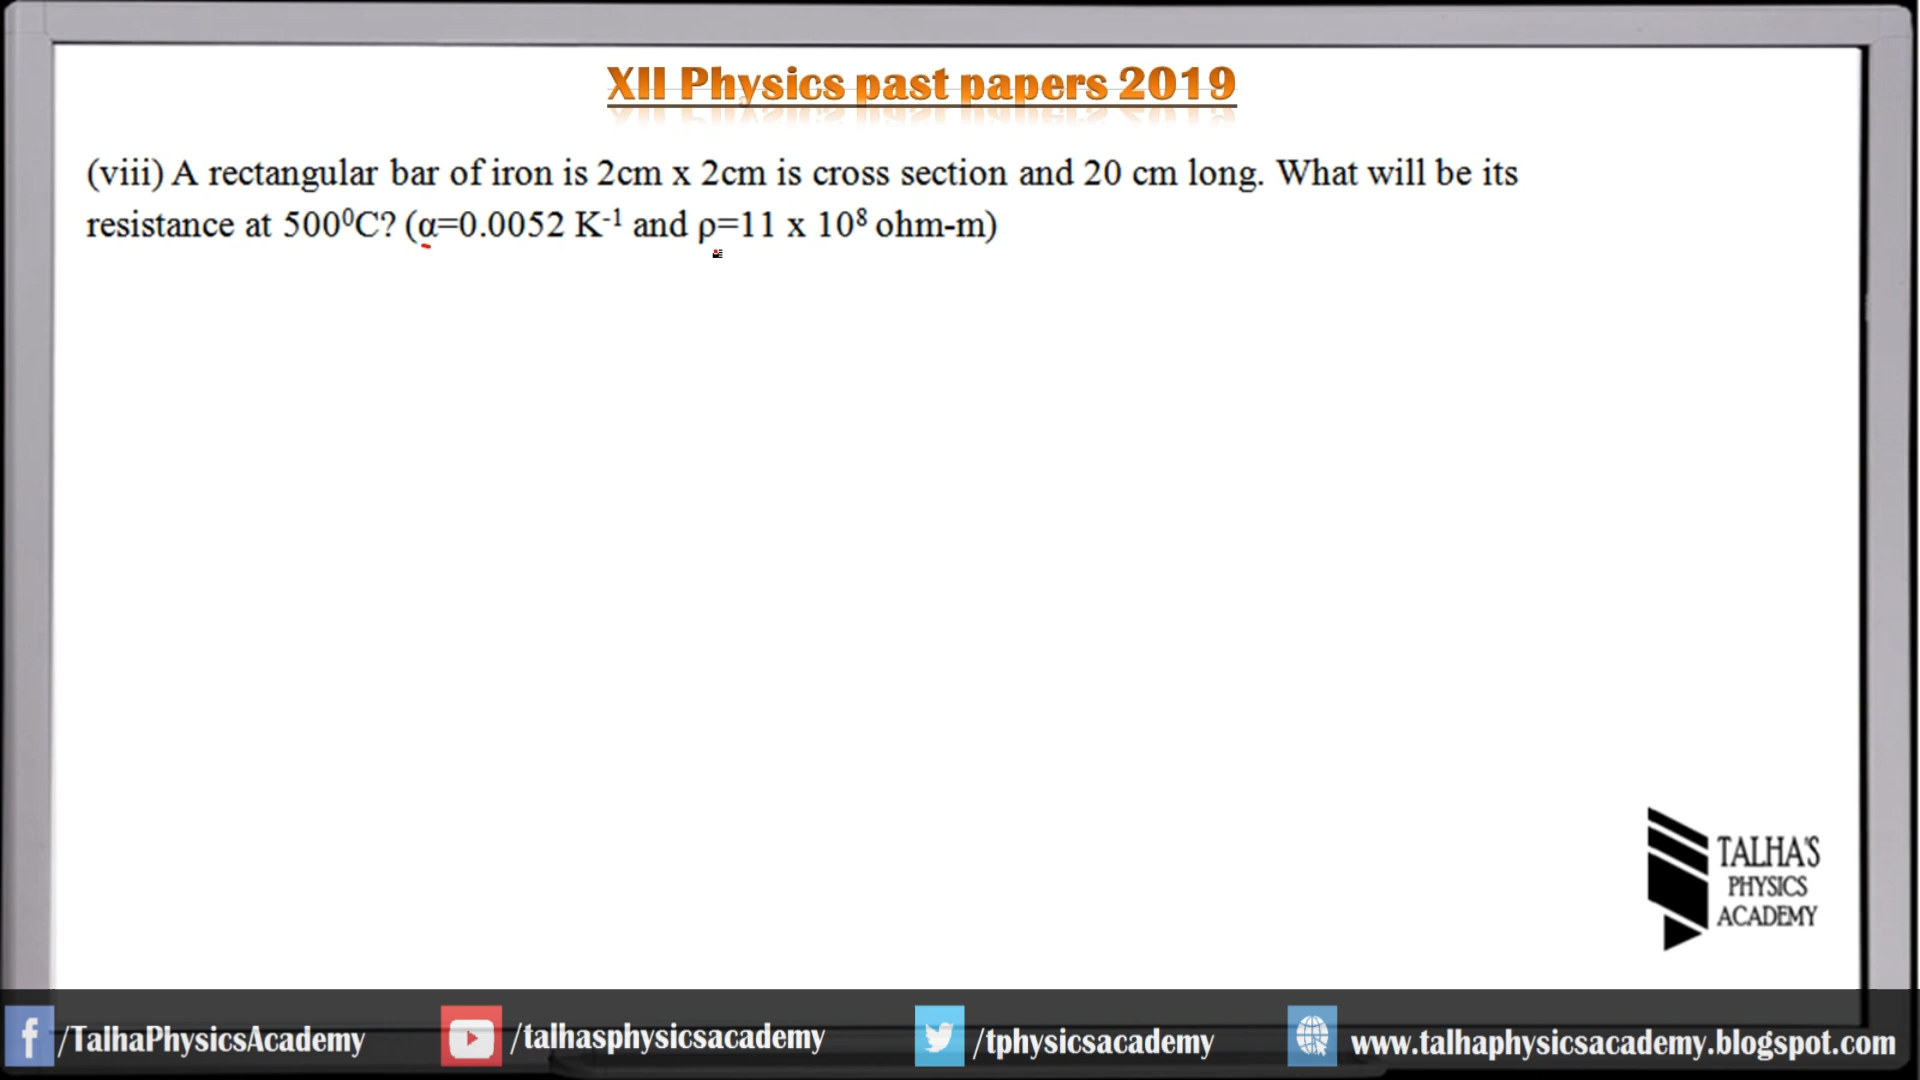 XII Physics past papers 2019
(viii) A rectangular bar of iron is 2cm x 2cm is cross section and 20 cm long. What will be its
resistance at 500⁰C? (α=0.0052 K⁻¹ and ρ=11 x 10⁸ ohm-m)
TALHA'S
PHYSICS
ACADEMY
/TalhaPhysicsAcademy
/talhasphysicsacademy
/tphysicsacademy
www.talhaphysicsacademy.blogspot.com